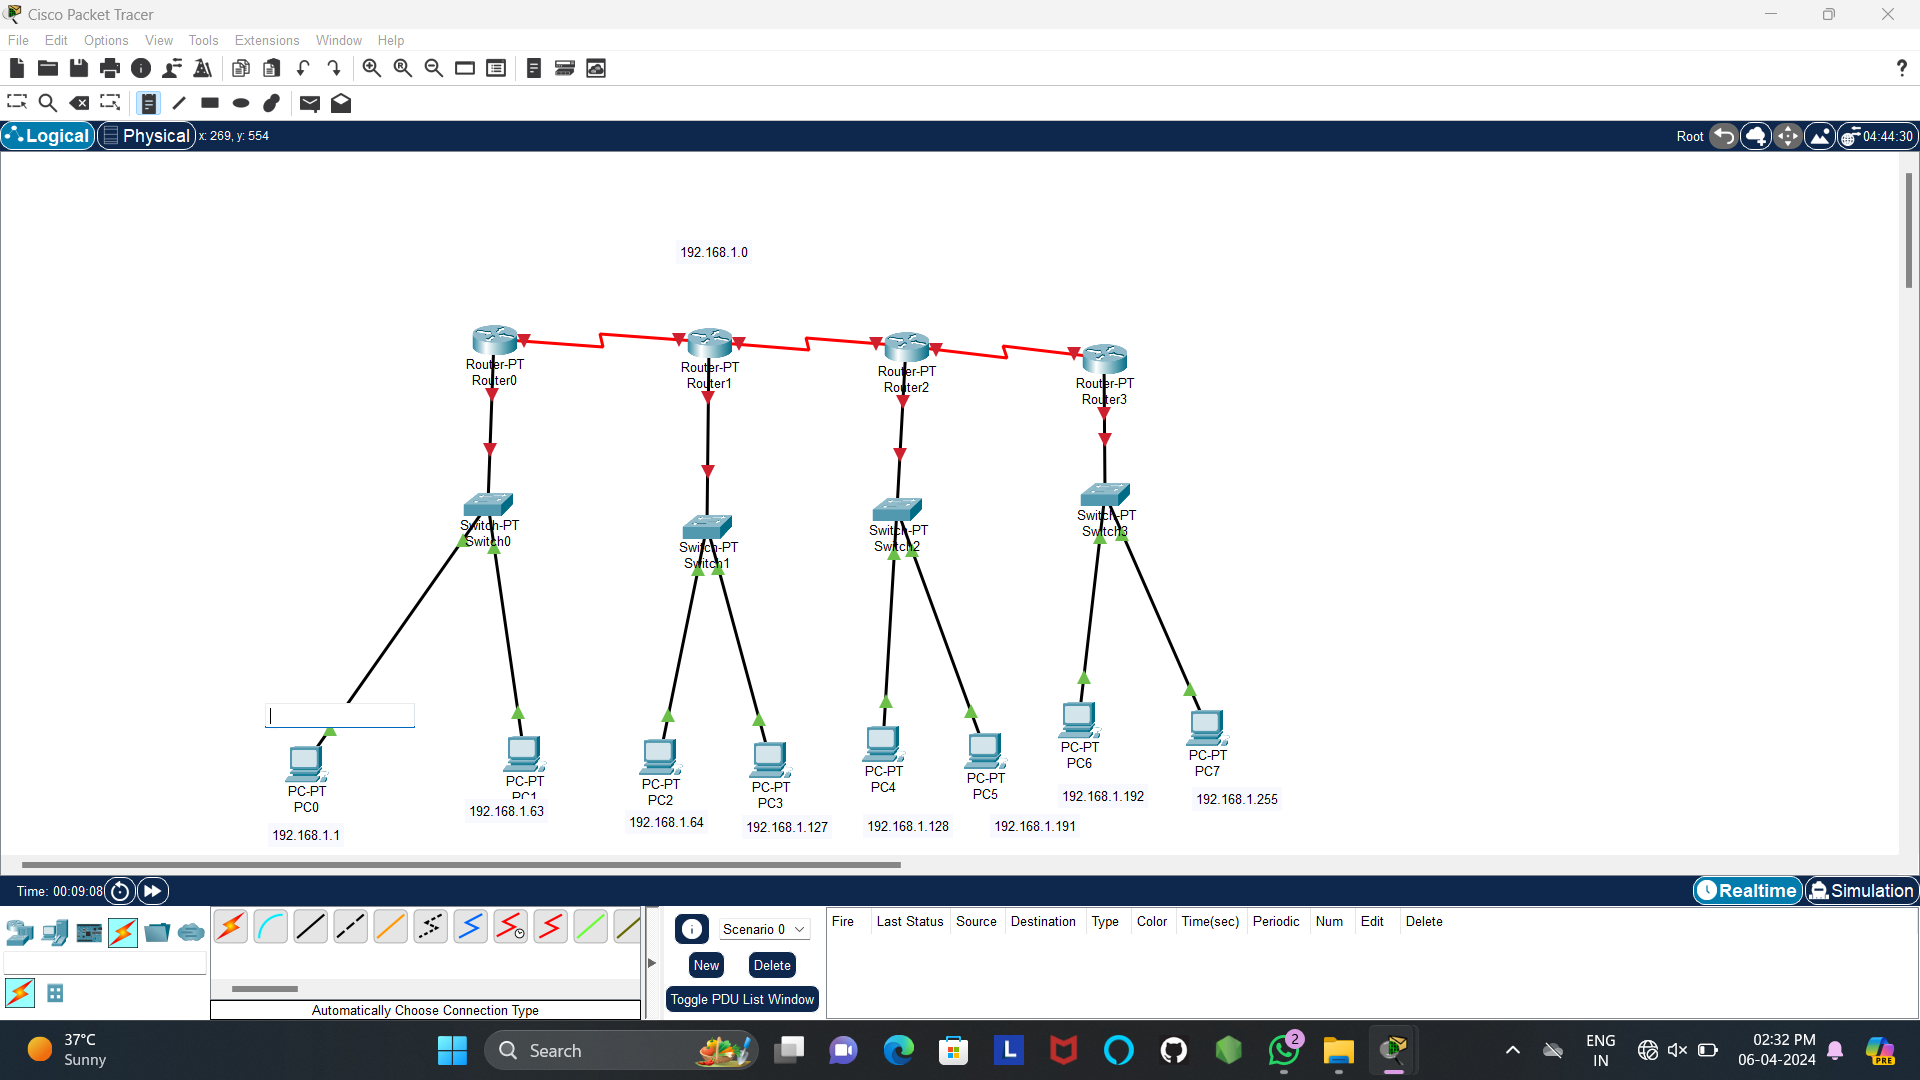 Cisco Packet Tracer
File Edit Options View Tools Extensions Window Help
?
Logical Physical x: 269, y: 554 Root 04:44:30
192.168.1.0
Router-PT
Router0
Router-PT
Router1
Router-PT
Router2
Router-PT
Router3
Switch-PT
Switch0
Switch-PT
Switch1
Switch-PT
Switch2
Switch-PT
Switch3
PC-PT
PC0
192.168.1.1
PC-PT
PC1
192.168.1.63
PC-PT
PC2
192.168.1.64
PC-PT
PC3
192.168.1.127
PC-PT
PC4
192.168.1.128
PC-PT
PC5
192.168.1.191
PC-PT
PC6
192.168.1.192
PC-PT
PC7
192.168.1.255
Time: 00:09:08 Realtime Simulation
Scenario 0
New Delete
Toggle PDU List Window
Fire Last Status Source Destination Type Color Time(sec) Periodic Num Edit Delete
Automatically Choose Connection Type
37°C
Sunny
Search
L
2
ENG
IN
02:32 PM
06-04-2024
PRE